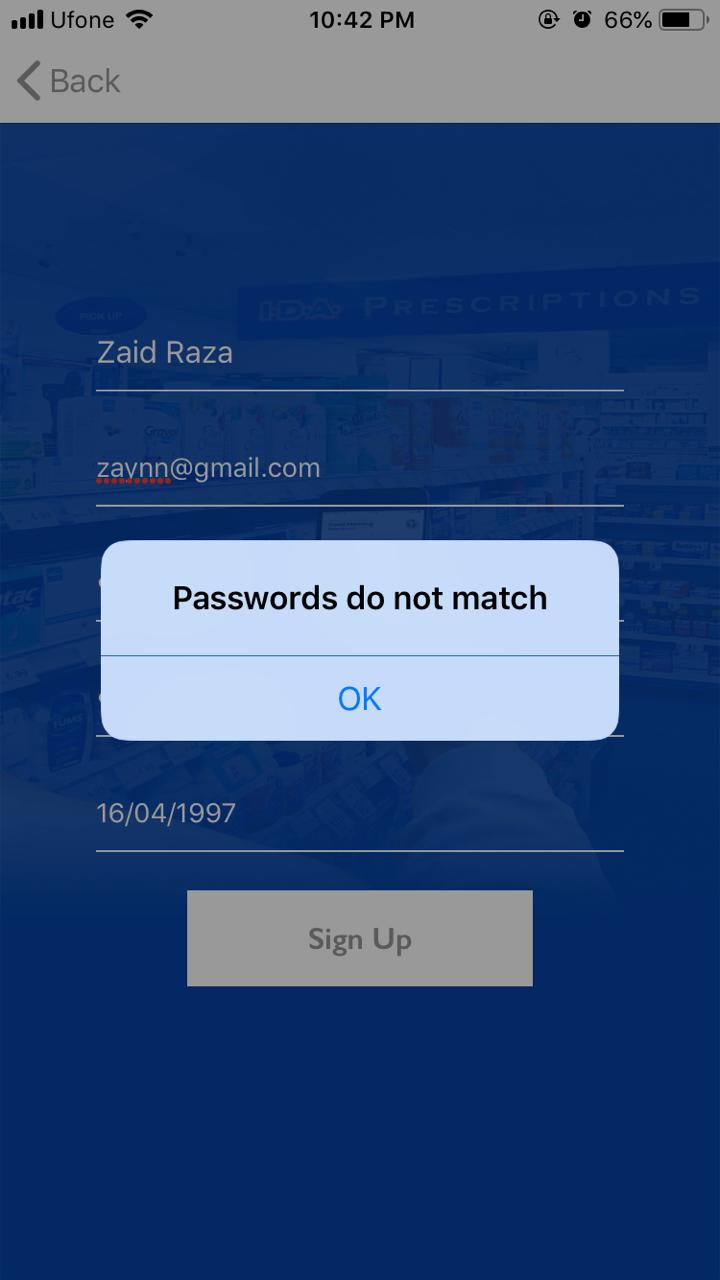 Ufone 10:42 PM 66%
Back
I.D.A. PRESCRIPTIONS
PICK UP
Zaid Raza
zaynn@gmail.com
Passwords do not match
OK
TUMS
16/04/1997
Sign Up